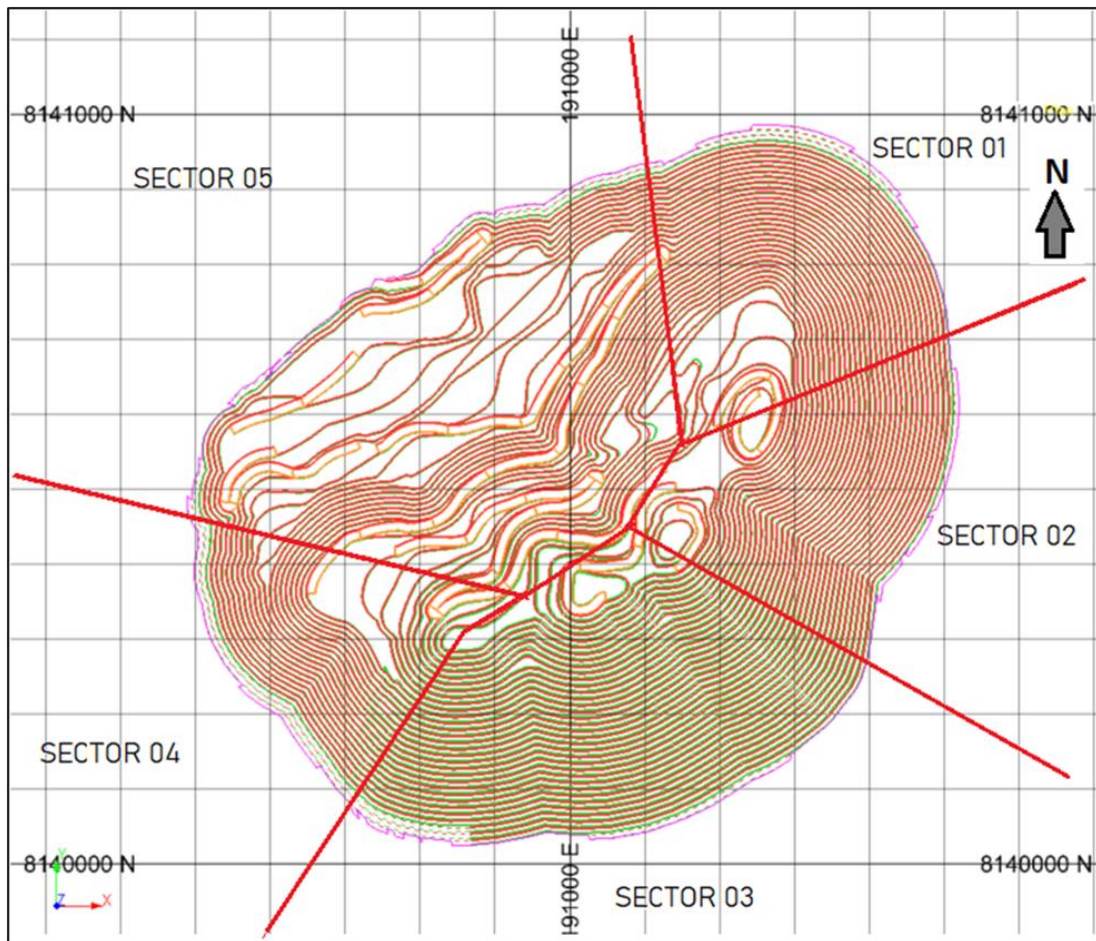 191000 E
8141000 N
8141000 N
SECTOR 01
SECTOR 05
N
SECTOR 02
SECTOR 04
8140000 N
8140000 N
Y
Z
X
191000 E
SECTOR 03